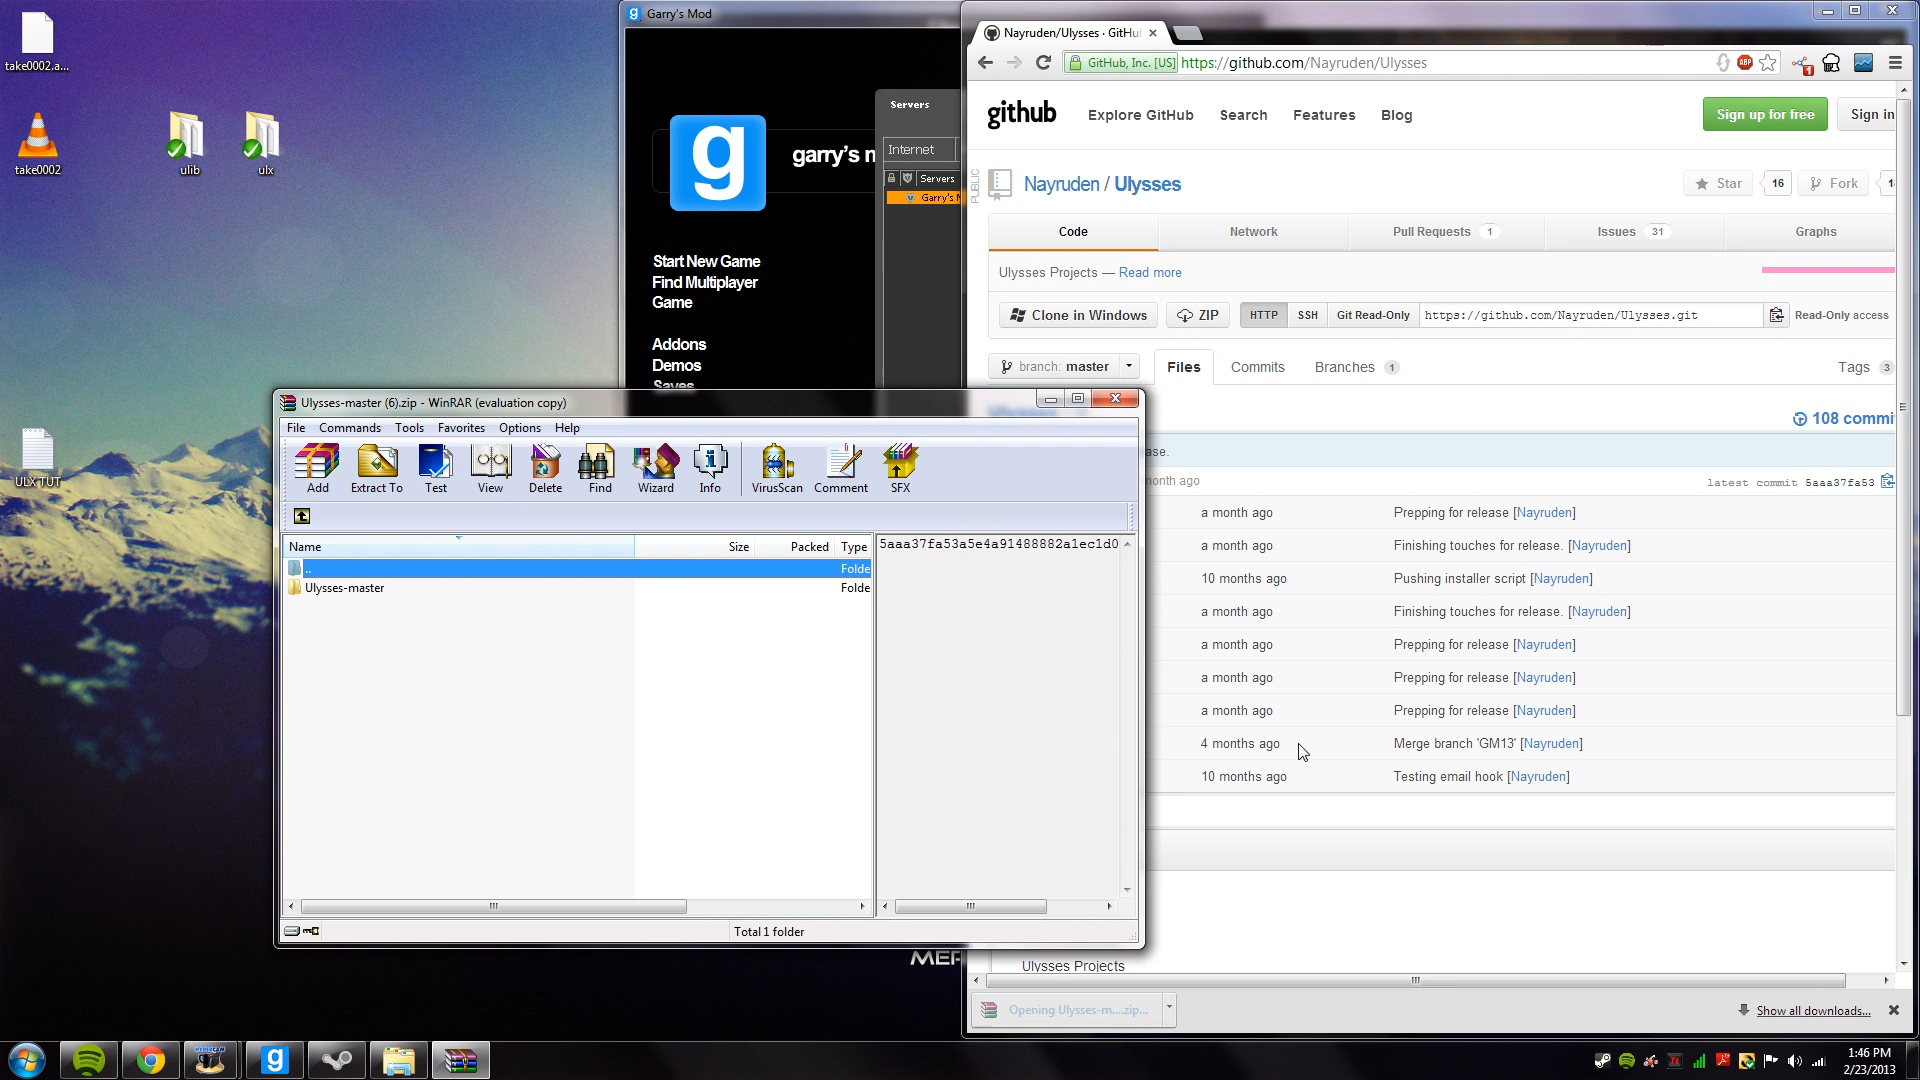 take0002.a...
take0002
ulib
ulx
ULX TUT
g Garry's Mod
g
garry's m
Start New Game
Find Multiplayer
Game
Addons
Demos
Saves
Servers
Internet
Servers
Garry's
Nayruden/Ulysses · GitHu
GitHub, Inc. [US] https://github.com/Nayruden/Ulysses
ABP
1
github
Explore GitHub Search Features Blog
Sign up for free
Sign in
PUBLIC
Nayruden / Ulysses
Star 16 Fork
Code Network Pull Requests 1 Issues 31 Graphs
Ulysses Projects — Read more
Clone in Windows ZIP HTTP SSH Git Read-Only https://github.com/Nayruden/Ulysses.git Read-Only access
branch: master Files Commits Branches 1 Tags 3
108 commi
ase.
month ago latest commit 5aaa37fa53
a month ago Prepping for release [Nayruden]
a month ago Finishing touches for release. [Nayruden]
10 months ago Pushing installer script [Nayruden]
a month ago Finishing touches for release. [Nayruden]
a month ago Prepping for release [Nayruden]
a month ago Prepping for release [Nayruden]
a month ago Prepping for release [Nayruden]
4 months ago Merge branch 'GM13' [Nayruden]
10 months ago Testing email hook [Nayruden]
Ulysses Projects
Opening Ulysses-m....zip...
Show all downloads...
Ulysses-master (6).zip - WinRAR (evaluation copy)
File Commands Tools Favorites Options Help
Add Extract To Test View Delete Find Wizard Info VirusScan Comment SFX
Name Size Packed Type
.. Folde
Ulysses-master Folde
5aaa37fa53a5e4a91488882a1ec1d0
Total 1 folder
MEF
g
1:46 PM
2/23/2013